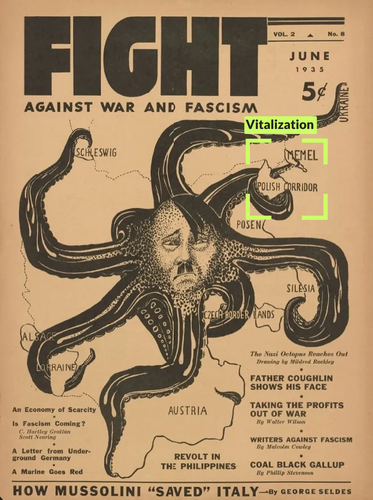 FIGHT
VOL. 2 No. 8
JUNE
1935
5¢
AGAINST WAR AND FASCISM
UKRAINE
Vitalization
SCHLESWIG
MEMEL
POLISH CORRIDOR
POSEN
SILESIA
CZECH BORDER LANDS
ALSACE
LORRAINE
AUSTRIA
The Nazi Octopus Reaches Out
Drawing by Mildred Rackley
FATHER COUGHLIN
SHOWS HIS FACE
TAKING THE PROFITS
OUT OF WAR
By Walter Wilson
WRITERS AGAINST FASCISM
By Malcolm Cowley
COAL BLACK GALLUP
By Phillip Stevenson
An Economy of Scarcity
Is Fascism Coming?
C. Hartley Grattan
Scott Nearing
A Letter from Under-
ground Germany
A Marine Goes Red
REVOLT IN
THE PHILIPPINES
HOW MUSSOLINI "SAVED" ITALY —By GEORGE SELDES